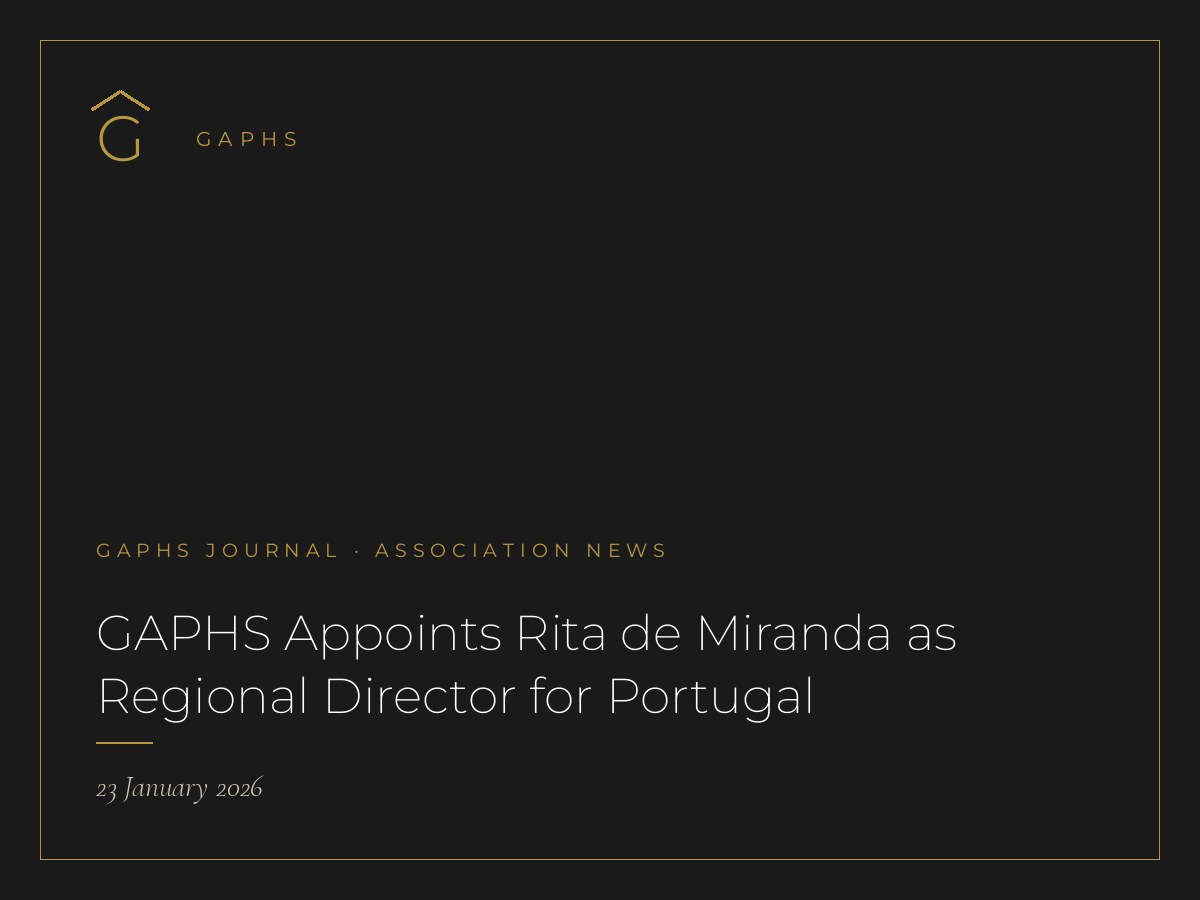 G
GAPHS
GAPHS JOURNAL · ASSOCIATION NEWS
GAPHS Appoints Rita de Miranda as
Regional Director for Portugal
23 January 2026